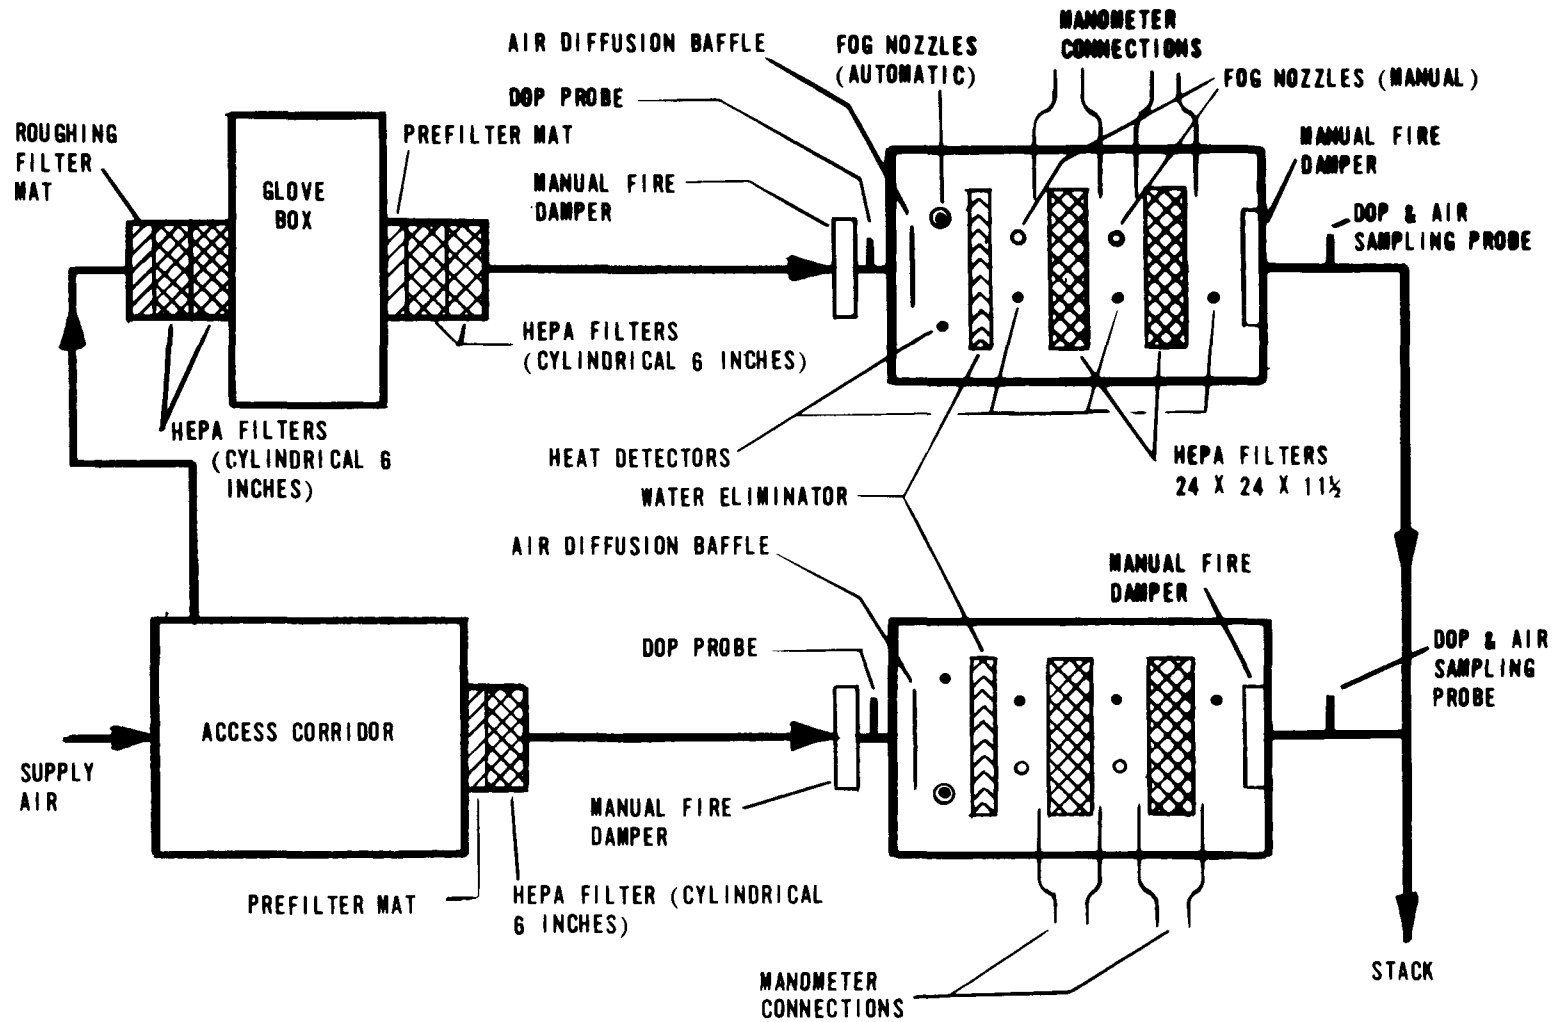 MANOMETER
CONNECTIONS
AIR DIFFUSION BAFFLE
FOG NOZZLES
(AUTOMATIC)
FOG NOZZLES (MANUAL)
DOP PROBE
ROUGHING
FILTER
MAT
PREFILTER MAT
MANUAL FIRE
DAMPER
MANUAL FIRE
DAMPER
GLOVE
BOX
DOP & AIR
SAMPLING PROBE
HEPA FILTERS
(CYLINDRICAL 6 INCHES)
HEPA FILTERS
(CYLINDRICAL 6
INCHES)
HEAT DETECTORS
HEPA FILTERS
24 X 24 X 11½
WATER ELIMINATOR
AIR DIFFUSION BAFFLE
MANUAL FIRE
DAMPER
DOP PROBE
DOP & AIR
SAMPLING
PROBE
ACCESS CORRIDOR
SUPPLY
AIR
MANUAL FIRE
DAMPER
PREFILTER MAT
HEPA FILTER (CYLINDRICAL
6 INCHES)
STACK
MANOMETER
CONNECTIONS